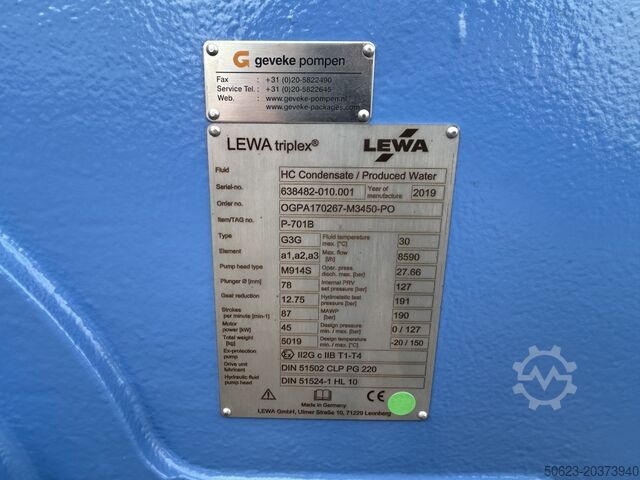 G geveke pompen
Fax : +31 (0)20-5822490
Service Tel. : +31 (0)20-5822645
Web. : www.geveke-pompen.nl
www.geveke-packages.com
LEWA triplex® LEWA
Fluid HC Condensate / Produced Water
Serial-no. 638482-010.001 Year of manufacture 2019
Order no. OGPA170267-M3450-PO
Item/TAG no. P-701B
Type G3G Fluid temperature max. [°C] 30
Element a1,a2,a3 Max. flow [l/h] 8590
Pump head type M914S Oper. press. disch. max. [bar] 27.66
Plunger Ø [mm] 78 Internal PRV set pressure [bar] 127
Gear reduction 12.75 Hydrostatic test pressure [bar] 191
Strokes per minute [min-1] 87 MAWP [bar] 190
Motor power [kW] 45 Design pressure min./max. [bar] 0 / 127
Total weight [kg] 5019 Design temperature min./max. [°C] -20 / 150
Ex-protection pump Ex II2G c IIB T1-T4
Drive unit lubricant DIN 51502 CLP PG 220
Hydraulic fluid pump head DIN 51524-1 HL 10
Made in Germany
LEWA GmbH, Ulmer Straße 10, 71229 Leonberg
CE
Machineseeker
50623-20373940